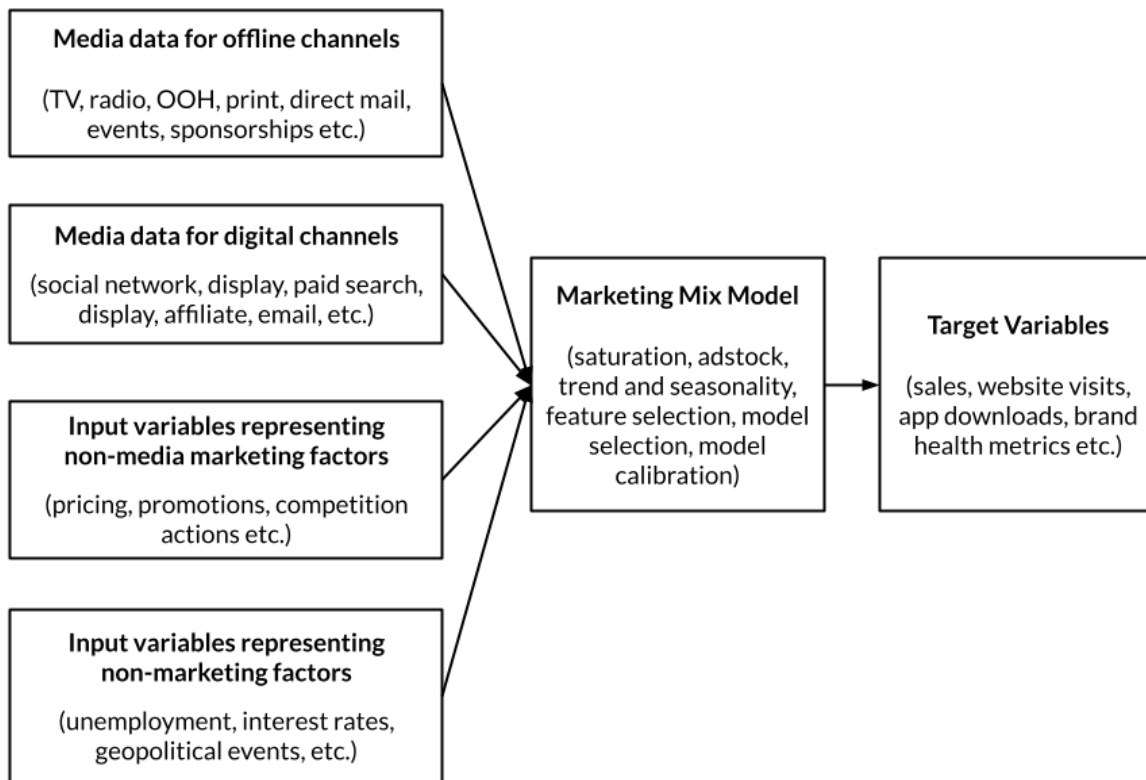 Media data for offline channels
(TV, radio, OOH, print, direct mail,
events, sponsorships etc.)
Media data for digital channels
(social network, display, paid search,
display, affiliate, email, etc.)
Input variables representing
non-media marketing factors
(pricing, promotions, competition
actions etc.)
Input variables representing
non-marketing factors
(unemployment, interest rates,
geopolitical events, etc.)
Marketing Mix Model
(saturation, adstock,
trend and seasonality,
feature selection, model
selection, model
calibration)
Target Variables
(sales, website visits,
app downloads, brand
health metrics etc.)